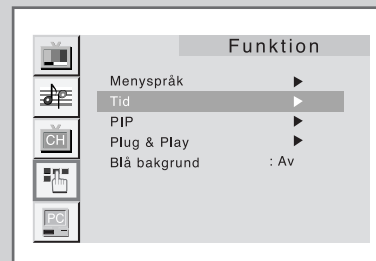 Funktion
Menyspråk ▶
Tid ▶
PIP ▶
Plug & Play ▶
CH
Blå bakgrund : Av
PC